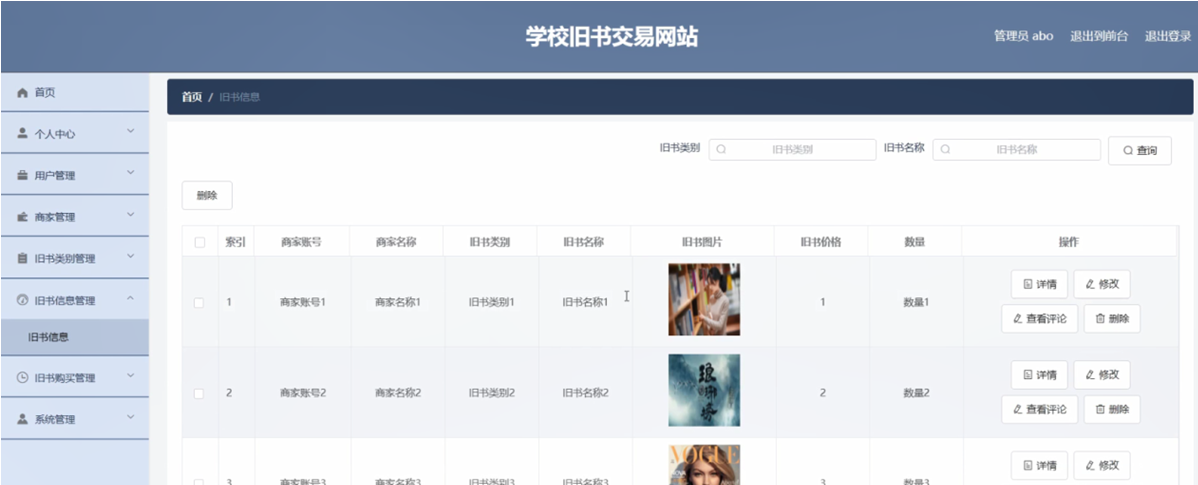 学校旧书交易网站
管理员 abo 退出到前台 退出登录
首页
个人中心
用户管理
商家管理
旧书类别管理
旧书信息管理
旧书信息
旧书购买管理
系统管理
首页 / 旧书信息
旧书类别 旧书类别 旧书名称 旧书名称 查询
删除
索引 商家账号 商家名称 旧书类别 旧书名称 旧书图片 旧书价格 数量 操作
1 商家账号1 商家名称1 旧书类别1 旧书名称1 1 数量1 详情 修改
查看评论 删除
2 商家账号2 商家名称2 旧书类别2 旧书名称2 琅琊榜 2 数量2 详情 修改
查看评论 删除
3 商家账号3 商家名称3 旧书类别3 旧书名称3 VOGUE 3 数量3 详情 修改